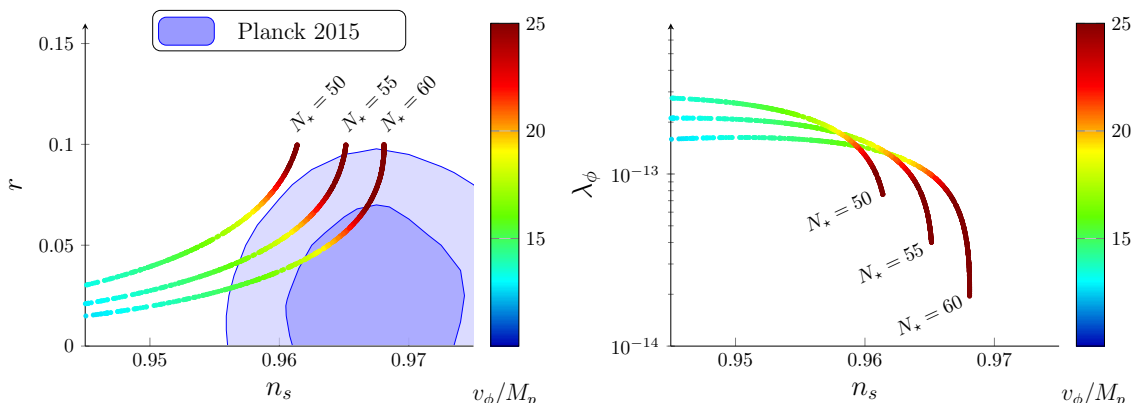 Planck 2015
0.15
0.1
0.05
0
r
N⋆ = 50
N⋆ = 55
N⋆ = 60
0.95
0.96
0.97
n_s
25
20
15
v_ϕ/M_p
10⁻¹³
10⁻¹⁴
λ_ϕ
N⋆ = 50
N⋆ = 55
N⋆ = 60
0.95
0.96
0.97
n_s
25
20
15
v_ϕ/M_p